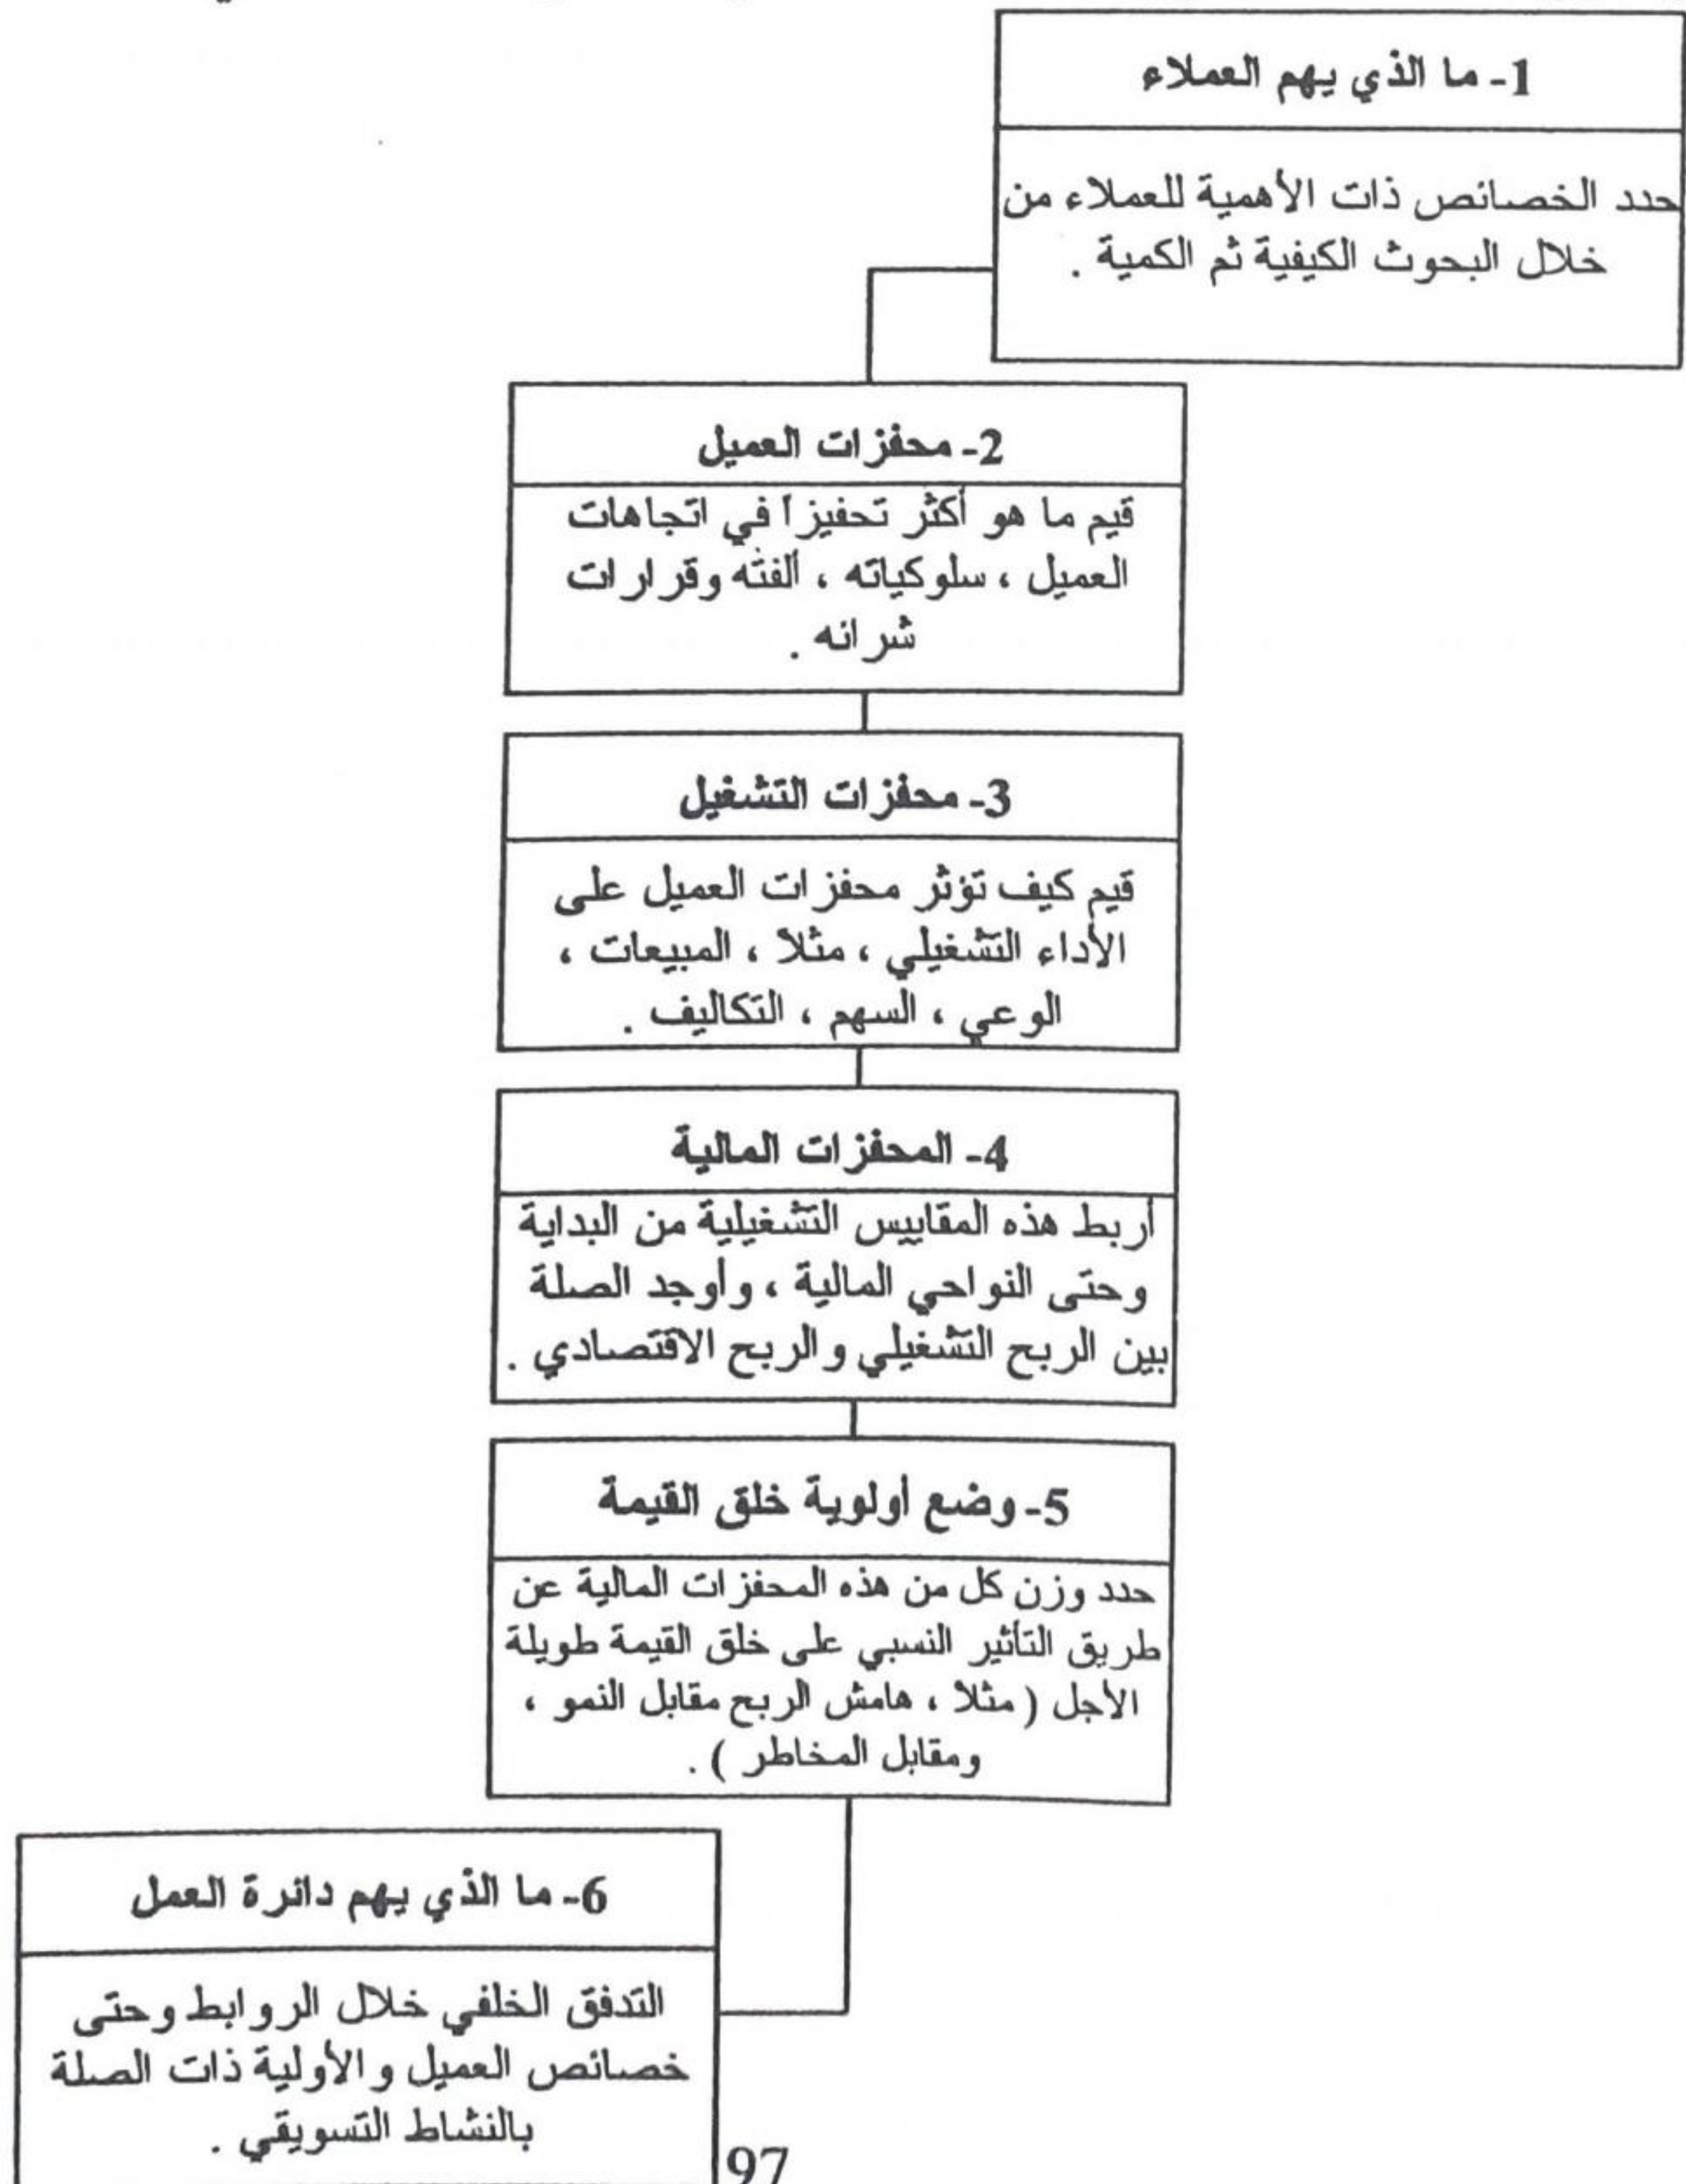 1- ما الذي يهم العملاء
حدد الخصائص ذات الأهمية للعملاء من
خلال البحوث الكيفية ثم الكمية .
2- محفزات العميل
قيم ما هو أكثر تحفيزاً في اتجاهات
العميل ، سلوكياته ، ألفته وقرارات
شرائه .
3- محفزات التشغيل
قيم كيف تؤثر محفزات العميل على
الأداء التشغيلي ، مثلاً ، المبيعات ،
الوعي ، السهم ، التكاليف .
4- المحفزات المالية
أربط هذه المقاييس التشغيلية من البداية
وحتى النواحي المالية ، وأوجد الصلة
بين الربح التشغيلي والربح الاقتصادي .
5- وضع أولوية خلق القيمة
حدد وزن كل من هذه المحفزات المالية عن
طريق التأثير النسبي على خلق القيمة طويلة
الأجل ( مثلاً ، هامش الربح مقابل النمو ،
ومقابل المخاطر ) .
6- ما الذي يهم دائرة العمل
التدفق الخلفي خلال الروابط وحتى
خصائص العميل والأولية ذات الصلة
بالنشاط التسويقي .
97